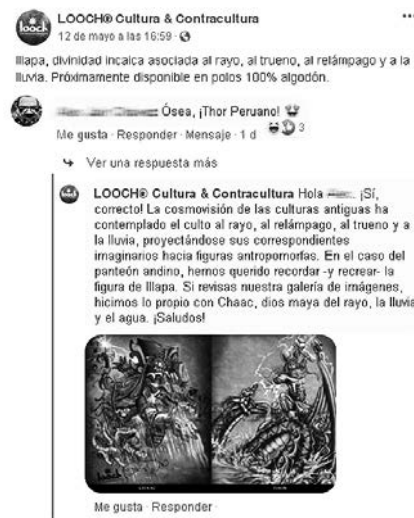 loock
LOOCH® Cultura & Contracultura
12 de mayo a las 16:59 ·
Illapa, divinidad incaica asociada al rayo, al trueno, al relámpago y a la
lluvia. Próximamente disponible en polos 100% algodón.
Ósea, ¡Thor Peruano!
Me gusta · Responder · Mensaje · 1 d
3
Ver una respuesta más
LOOCH® Cultura & Contracultura Hola ¡Sí,
correcto! La cosmovisión de las culturas antiguas ha
contemplado el culto al rayo, al relámpago, al trueno y a
la lluvia, proyectándose sus correspondientes
imaginarios hacia figuras antropomorfas. En el caso del
panteón andino, hemos querido recordar -y recrear- la
figura de Illapa. Si revisas nuestra galería de imágenes,
hicimos lo propio con Chaac, dios maya del rayo, la lluvia
y el agua. ¡Saludos!
Me gusta · Responder ·